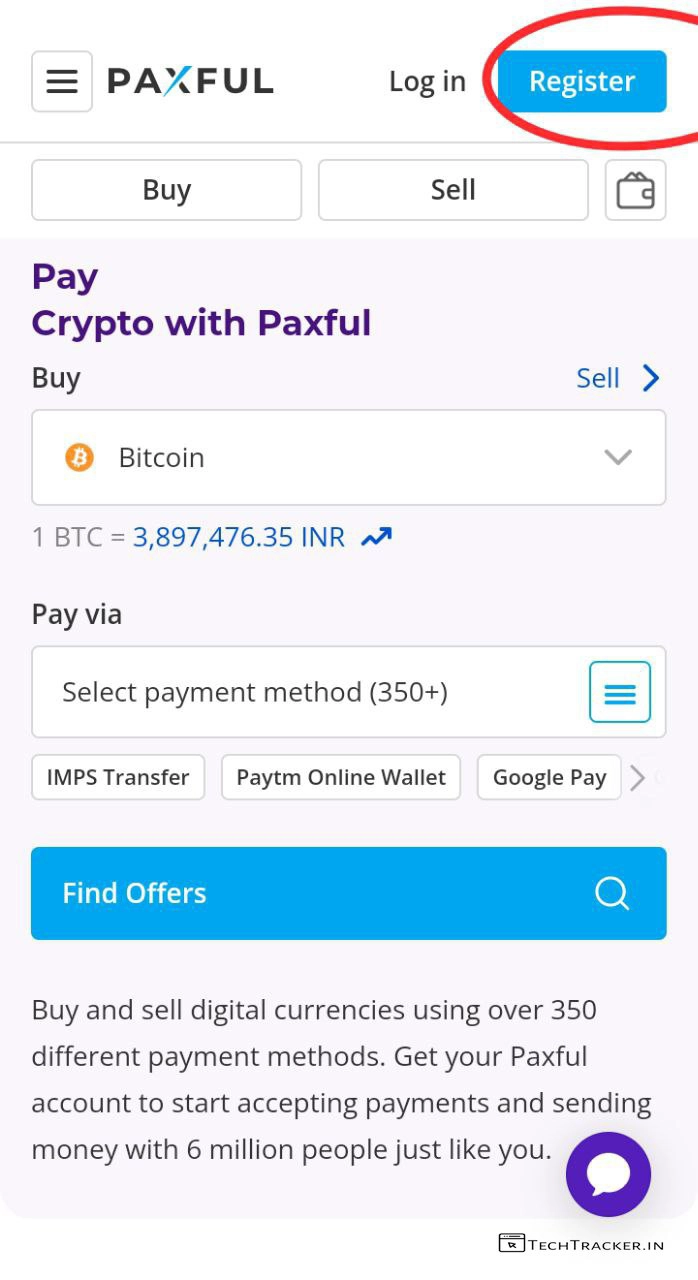 PAXFUL
Log in
Register
Buy
Sell
Pay
Crypto with Paxful
Buy
Sell
Bitcoin
1 BTC = 3,897,476.35 INR
Pay via
Select payment method (350+)
IMPS Transfer
Paytm Online Wallet
Google Pay
Find Offers
Buy and sell digital currencies using over 350
different payment methods. Get your Paxful
account to start accepting payments and sending
money with 6 million people just like you.
TECHTRACKER.IN